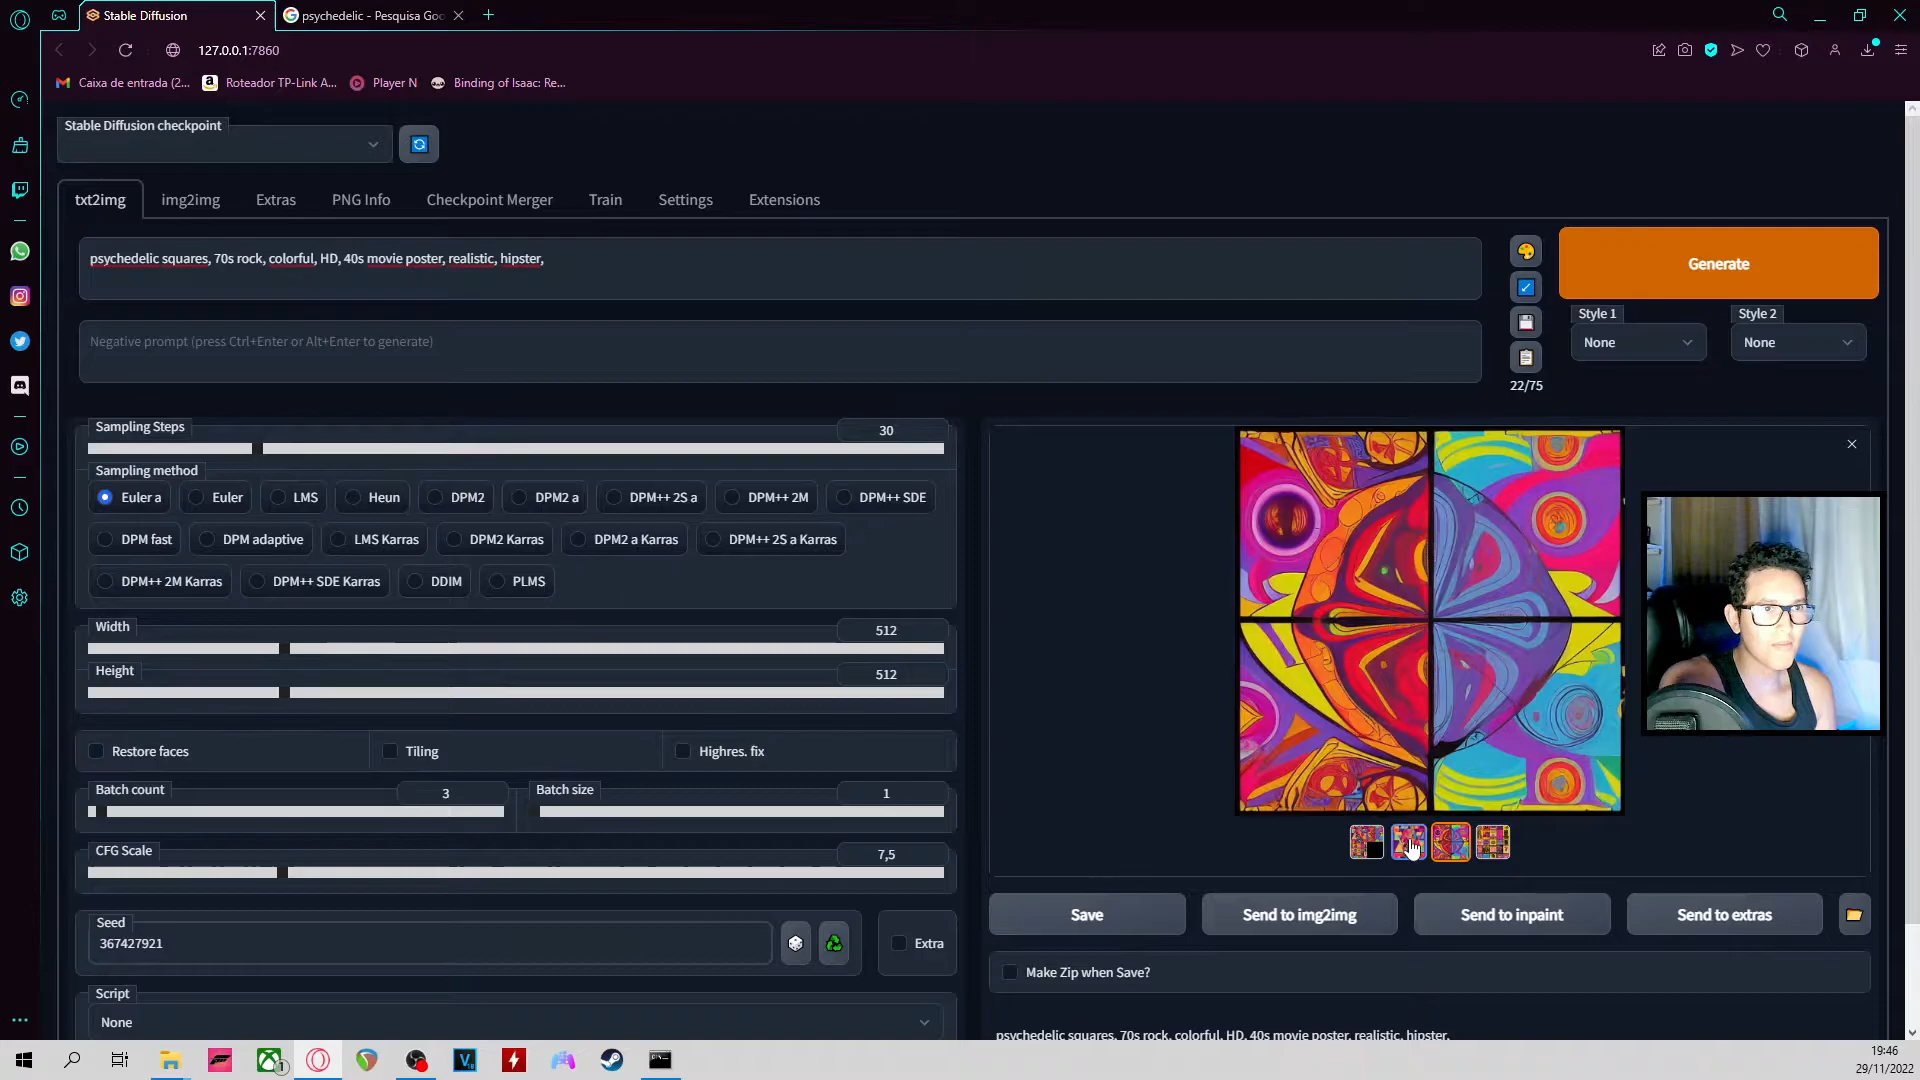 Stable Diffusion
psychedelic - Pesquisa Goo
127.0.0.1:7860
Caixa de entrada (2...
Roteador TP-Link A...
Player N
Binding of Isaac: Re...
Stable Diffusion checkpoint
txt2img
img2img
Extras
PNG Info
Checkpoint Merger
Train
Settings
Extensions
psychedelic squares, 70s rock, colorful, HD, 40s movie poster, realistic, hipster,
Generate
Negative prompt (press Ctrl+Enter or Alt+Enter to generate)
Style 1
None
Style 2
None
22/75
Sampling Steps
30
Sampling method
Euler a
Euler
LMS
Heun
DPM2
DPM2 a
DPM++ 2S a
DPM++ 2M
DPM++ SDE
DPM fast
DPM adaptive
LMS Karras
DPM2 Karras
DPM2 a Karras
DPM++ 2S a Karras
DPM++ 2M Karras
DPM++ SDE Karras
DDIM
PLMS
Width
512
Height
512
Restore faces
Tiling
Highres. fix
Batch count
3
Batch size
1
CFG Scale
7,5
Seed
367427921
Extra
Script
None
Save
Send to img2img
Send to inpaint
Send to extras
Make Zip when Save?
psychedelic squares, 70s rock, colorful, HD, 40s movie poster, realistic, hipster,
1
19:46
29/11/2022